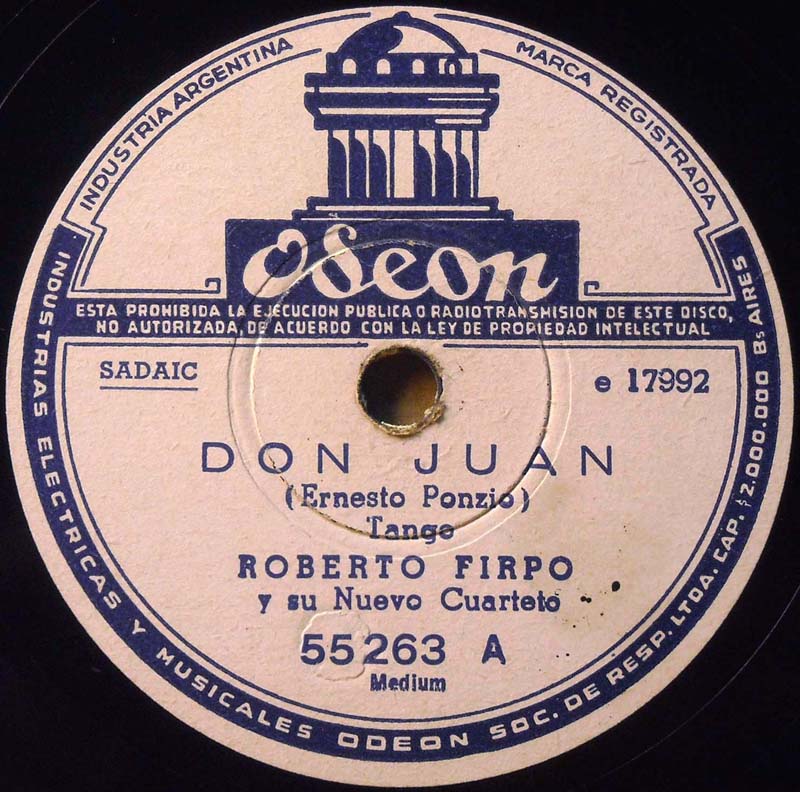 INDUSTRIA ARGENTINA
MARCA REGISTRADA
Odeon
ESTA PROHIBIDA LA EJECUCION PUBLICA O RADIOTRANSMISION DE ESTE DISCO,
NO AUTORIZADA, DE ACUERDO CON LA LEY DE PROPIEDAD INTELECTUAL
SADAIC
e 17992
DON JUAN
(Ernesto Ponzio)
Tango
ROBERTO FIRPO
y su Nuevo Cuarteto
55263 A
Medium
INDUSTRIAS ELECTRICAS Y MUSICALES ODEON SOC. DE RESP. LTDA. CAP. $2.000.000 Bs AIRES